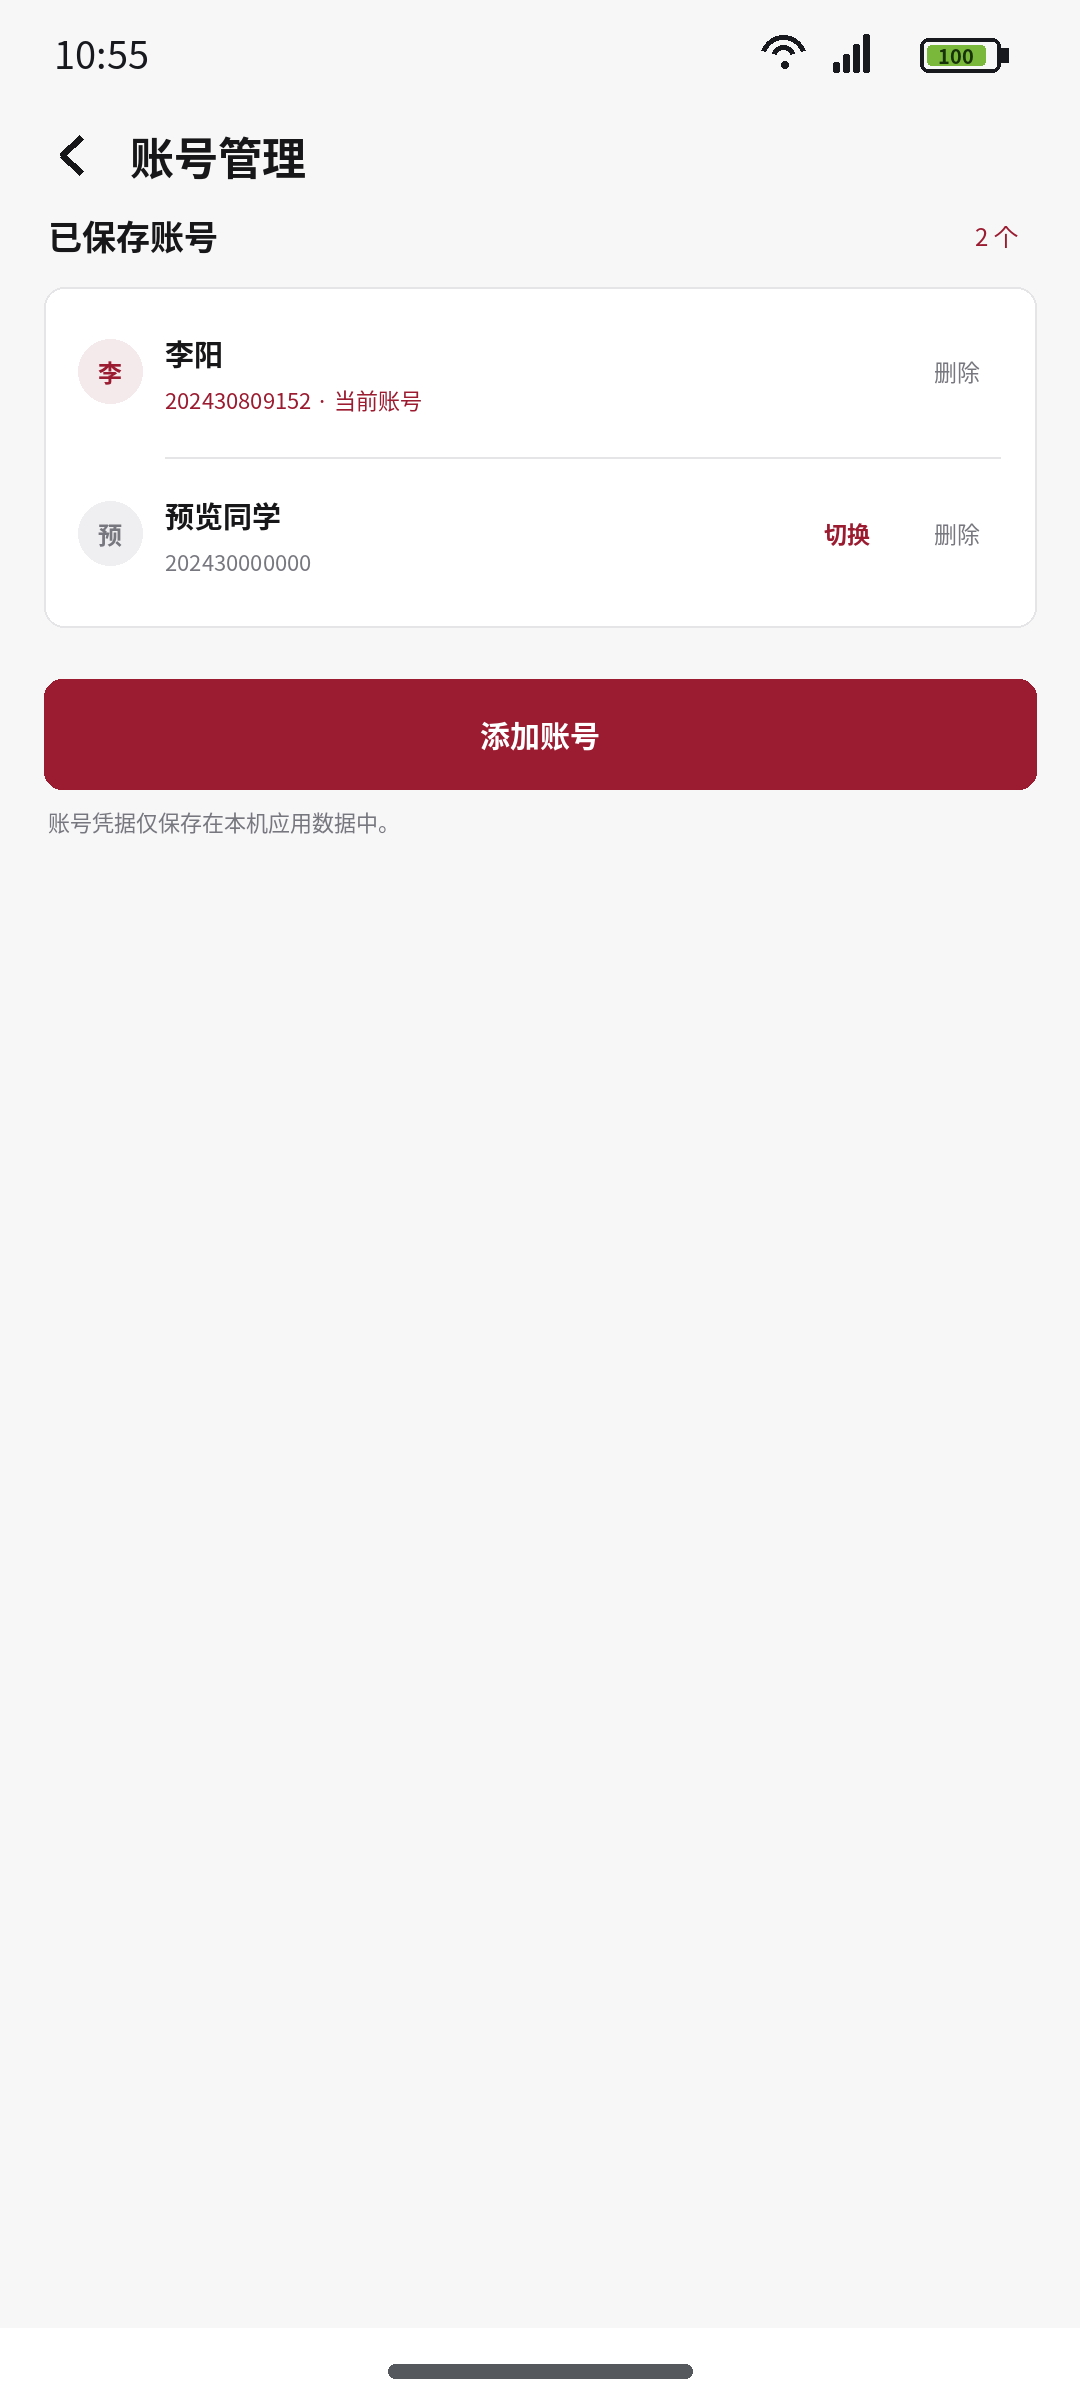 10:55
100
账号管理
已保存账号
2 个
李
李阳
202430809152 · 当前账号
删除
预
预览同学
202430000000
切换
删除
添加账号
账号凭据仅保存在本机应用数据中。